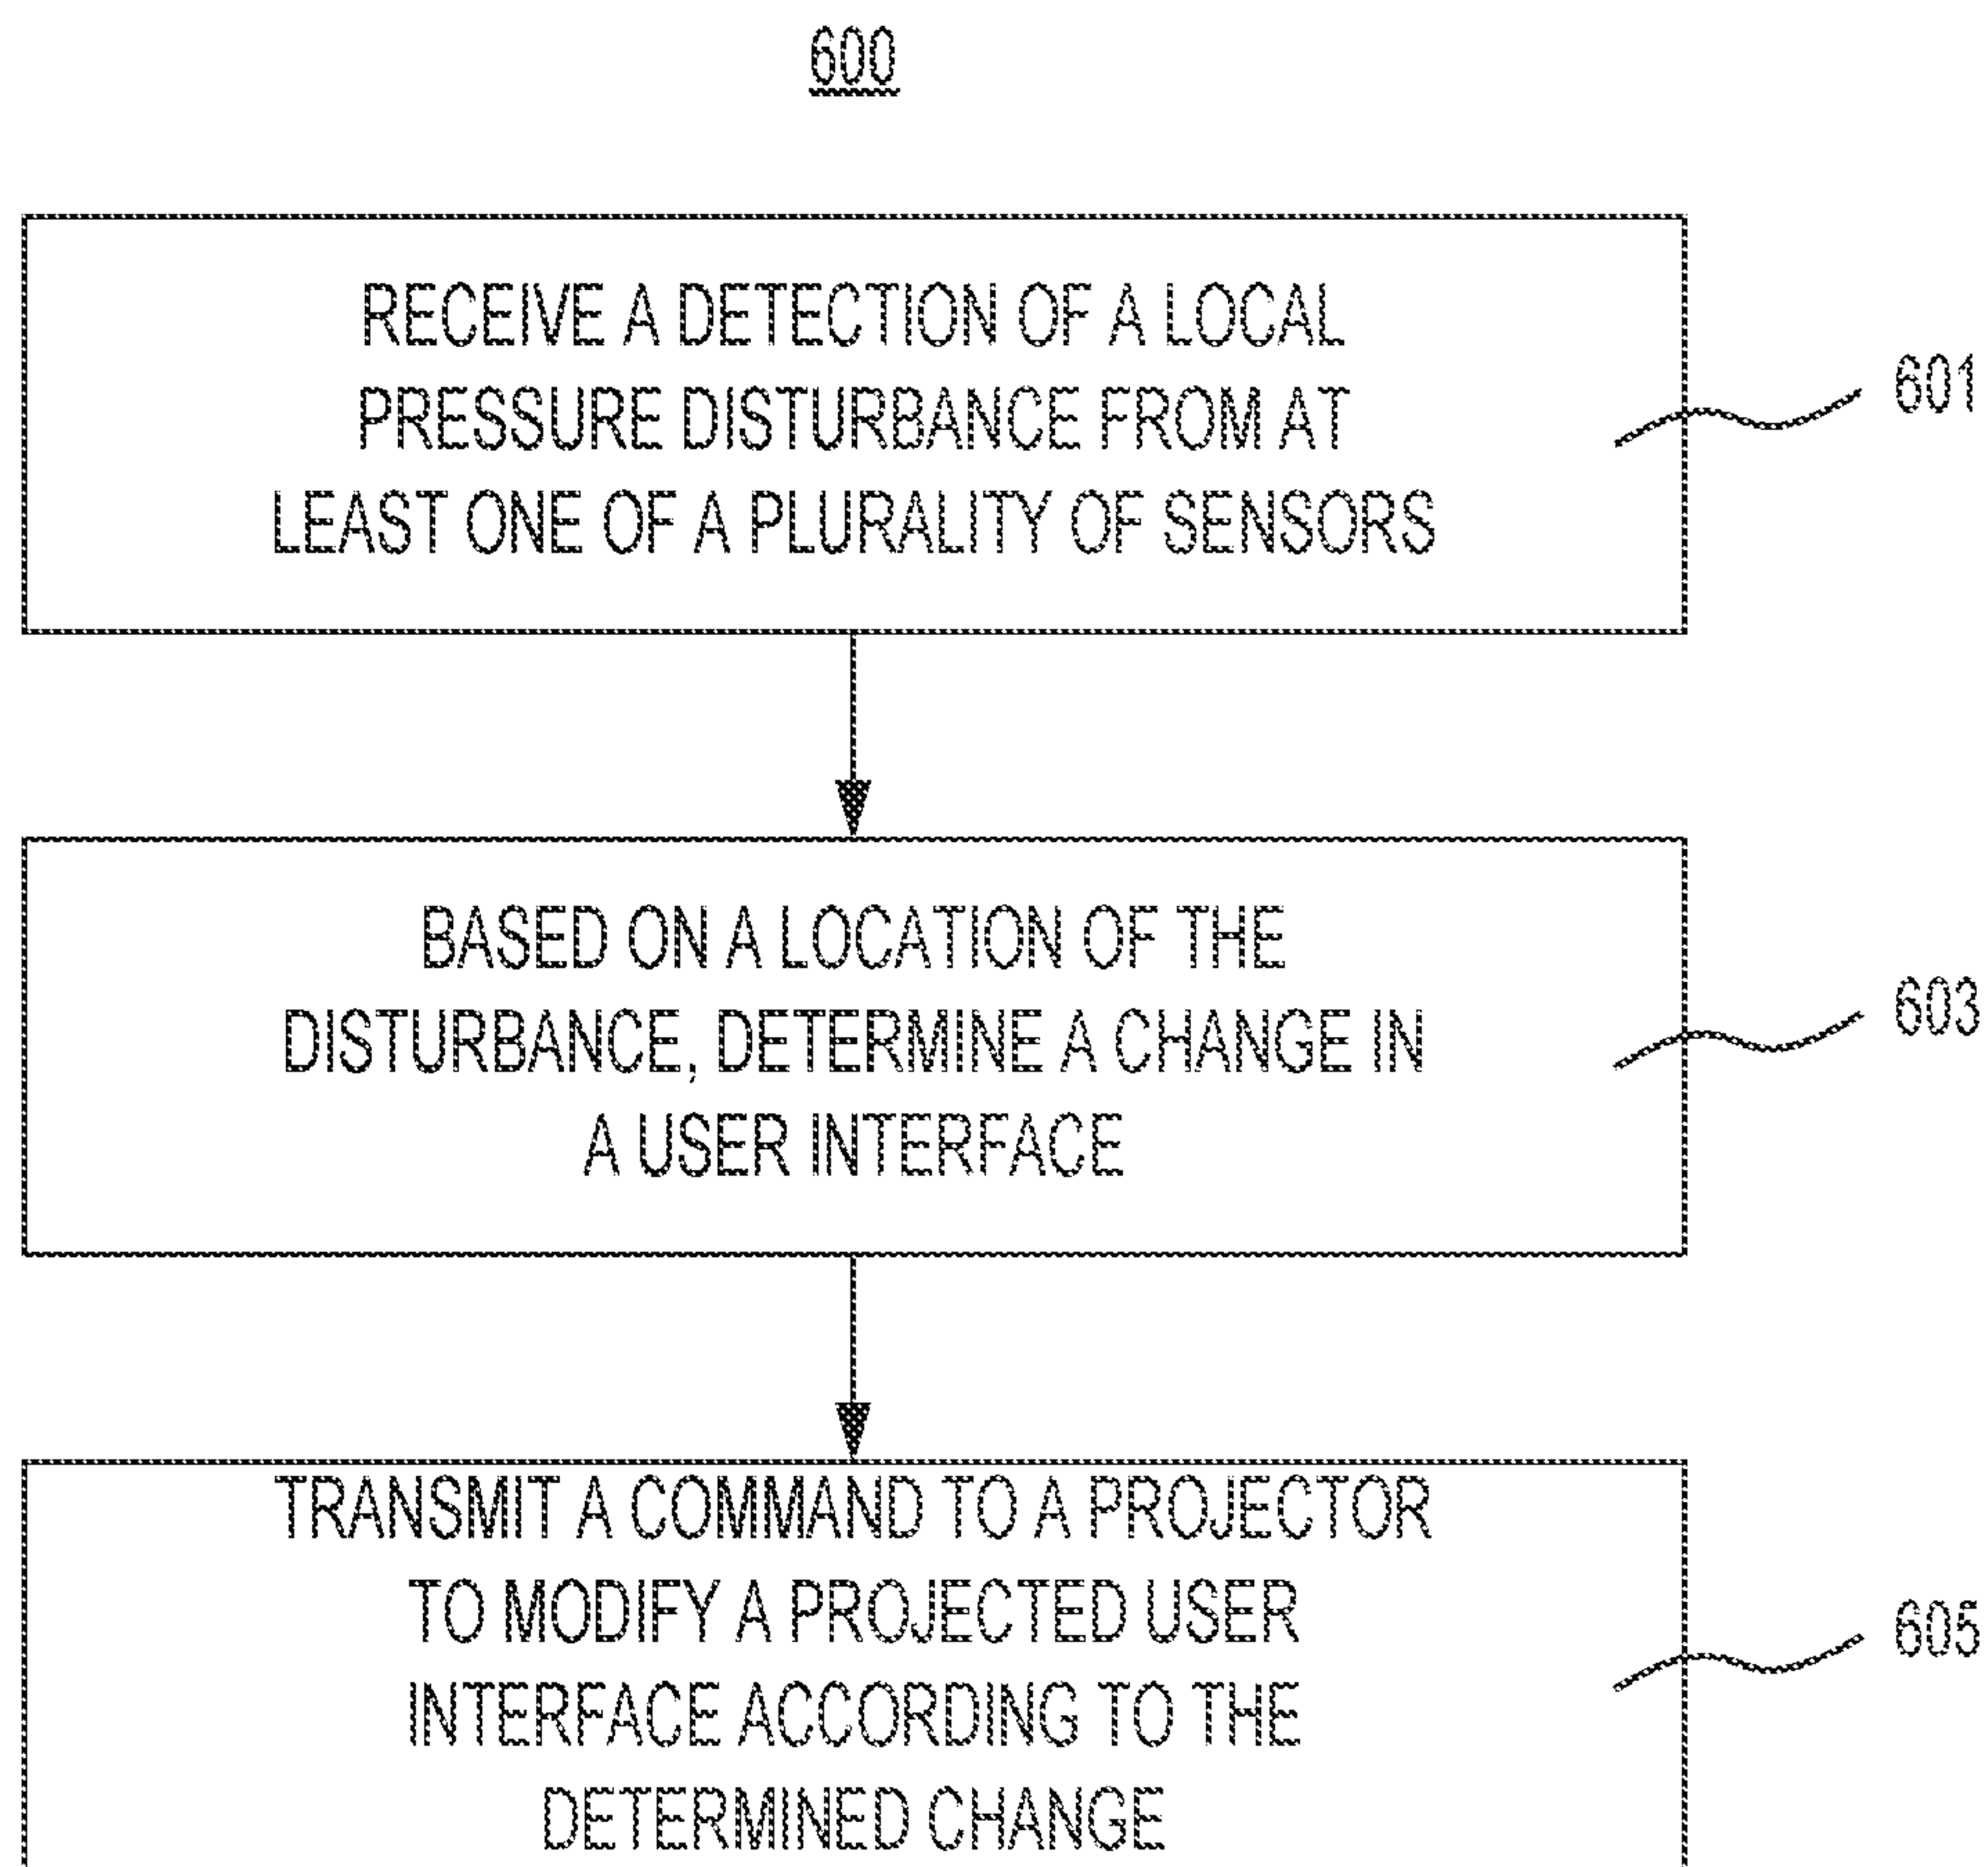 600
RECEIVE A DETECTION OF A LOCAL
PRESSURE DISTURBANCE FROM AT
LEAST ONE OF A PLURALITY OF SENSORS
601
BASED ON A LOCATION OF THE
DISTURBANCE, DETERMINE A CHANGE IN
A USER INTERFACE
603
TRANSMIT A COMMAND TO A PROJECTOR
TO MODIFY A PROJECTED USER
INTERFACE ACCORDING TO THE
DETERMINED CHANGE
605